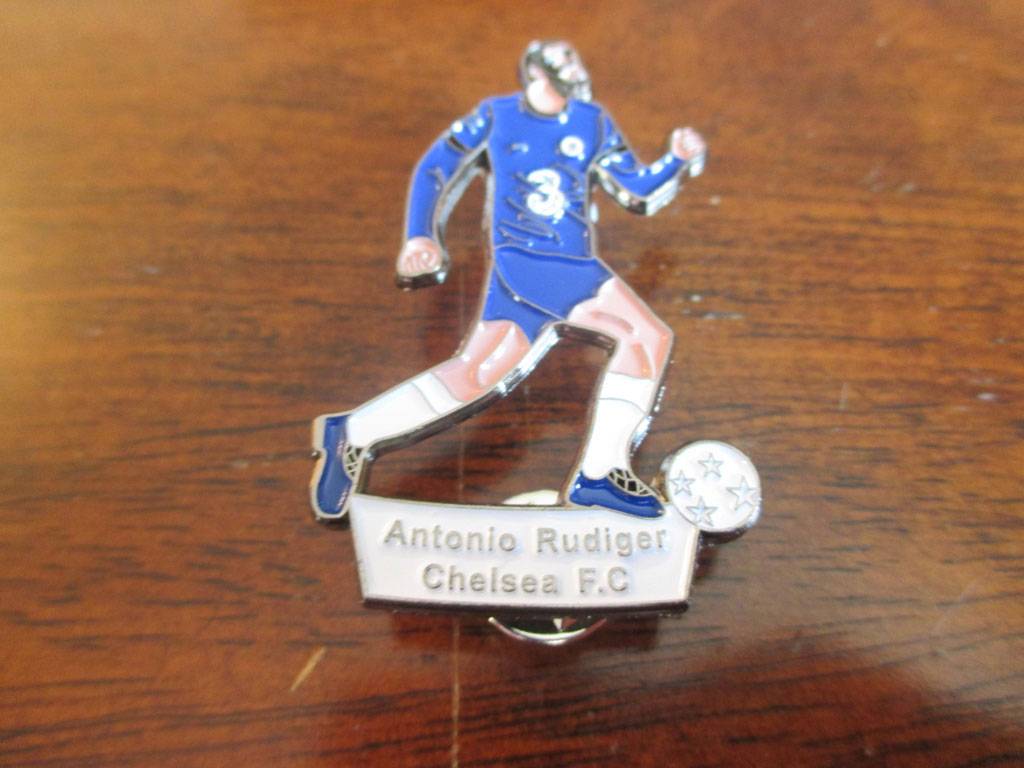 3
Antonio Rudiger
Chelsea F.C